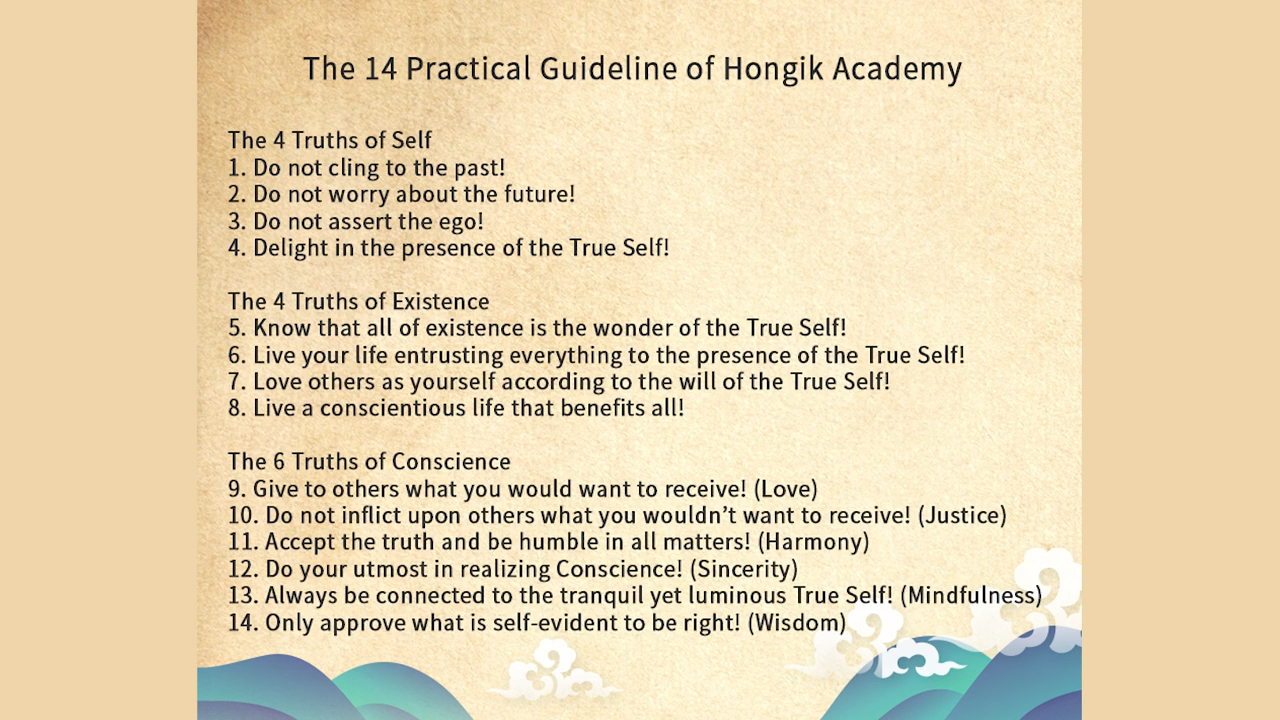 The 14 Practical Guideline of Hongik Academy
The 4 Truths of Self
1. Do not cling to the past!
2. Do not worry about the future!
3. Do not assert the ego!
4. Delight in the presence of the True Self!
The 4 Truths of Existence
5. Know that all of existence is the wonder of the True Self!
6. Live your life entrusting everything to the presence of the True Self!
7. Love others as yourself according to the will of the True Self!
8. Live a conscientious life that benefits all!
The 6 Truths of Conscience
9. Give to others what you would want to receive! (Love)
10. Do not inflict upon others what you wouldn’t want to receive! (Justice)
11. Accept the truth and be humble in all matters! (Harmony)
12. Do your utmost in realizing Conscience! (Sincerity)
13. Always be connected to the tranquil yet luminous True Self! (Mindfulness)
14. Only approve what is self-evident to be right! (Wisdom)